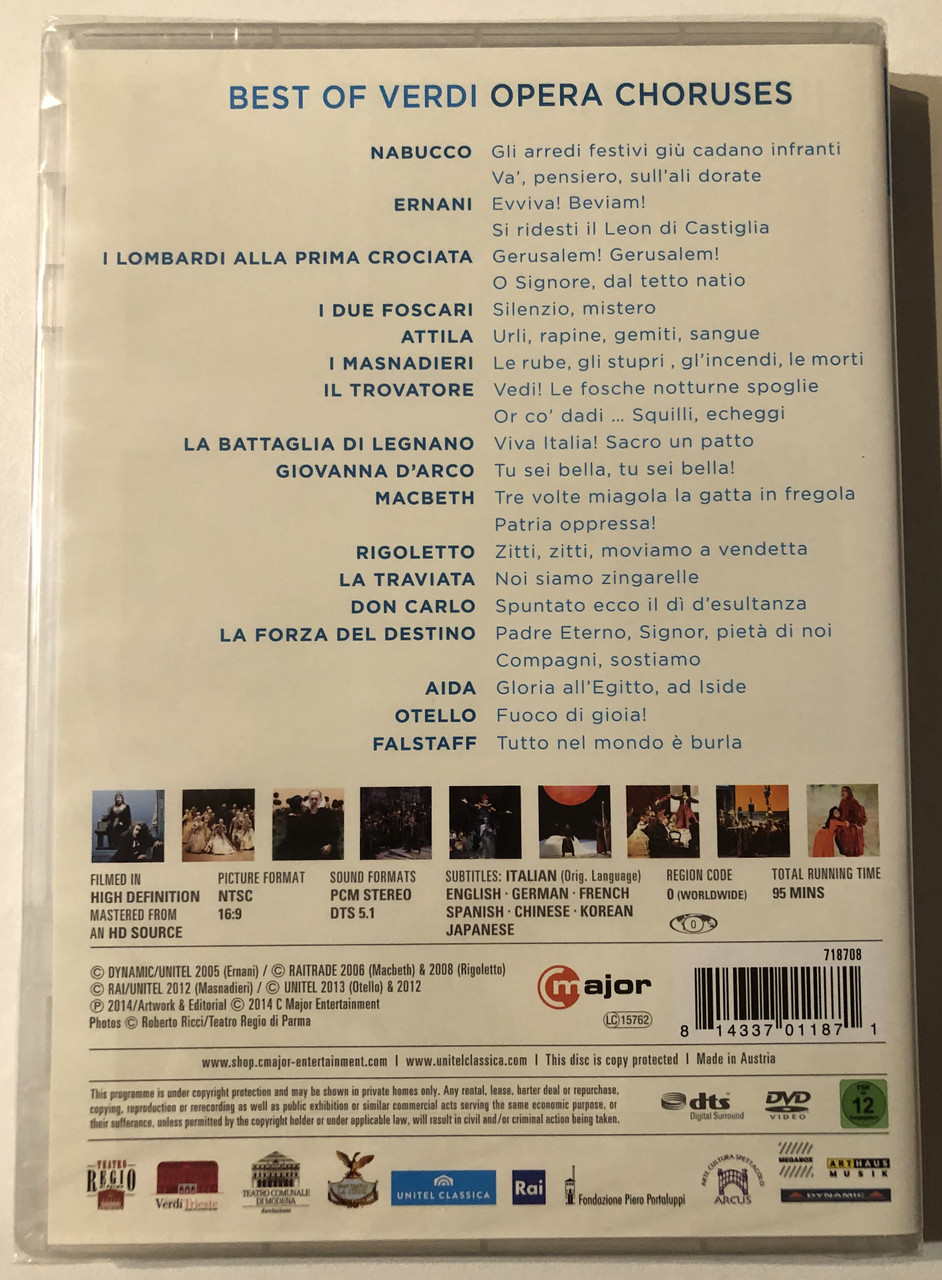 BEST OF VERDI OPERA CHORUSES
NABUCCO Gli arredi festivi giù cadano infranti
Va', pensiero, sull'ali dorate
ERNANI Evviva! Beviam!
Si ridesti il Leon di Castiglia
I LOMBARDI ALLA PRIMA CROCIATA Gerusalem! Gerusalem!
O Signore, dal tetto natio
I DUE FOSCARI Silenzio, mistero
ATTILA Urli, rapine, gemiti, sangue
I MASNADIERI Le rube, gli stupri , gl'incendi, le morti
IL TROVATORE Vedi! Le fosche notturne spoglie
Or co' dadi ... Squilli, echeggi
LA BATTAGLIA DI LEGNANO Viva Italia! Sacro un patto
GIOVANNA D'ARCO Tu sei bella, tu sei bella!
MACBETH Tre volte miagola la gatta in fregola
Patria oppressa!
RIGOLETTO Zitti, zitti, moviamo a vendetta
LA TRAVIATA Noi siamo zingarelle
DON CARLO Spuntato ecco il dì d'esultanza
LA FORZA DEL DESTINO Padre Eterno, Signor, pietà di noi
Compagni, sostiamo
AIDA Gloria all'Egitto, ad Iside
OTELLO Fuoco di gioia!
FALSTAFF Tutto nel mondo è burla
FILMED IN
HIGH DEFINITION
MASTERED FROM
AN HD SOURCE
PICTURE FORMAT
NTSC
16:9
SOUND FORMATS
PCM STEREO
DTS 5.1
SUBTITLES: ITALIAN (Orig. Language)
ENGLISH · GERMAN · FRENCH
SPANISH · CHINESE · KOREAN
JAPANESE
REGION CODE
0 (WORLDWIDE)
0
TOTAL RUNNING TIME
95 MINS
© DYNAMIC/UNITEL 2005 (Ernani) / © RAITRADE 2006 (Macbeth) & 2008 (Rigoletto)
© RAI/UNITEL 2012 (Masnadieri) / © UNITEL 2013 (Otello) & 2012
℗ 2014/Artwork & Editorial © 2014 C Major Entertainment
Photos © Roberto Ricci/Teatro Regio di Parma
C major
LC 15762
718708
8 14337 01187 1
www.shop.cmajor-entertainment.com I www.unitelclassica.com I This disc is copy protected I Made in Austria
This programme is under copyright protection and may be shown in private homes only. Any rental, lease, barter deal or repurchase,
copying, reproduction or rerecording as well as public exhibition or similar commercial acts serving the same economic purpose, or
their sufferance, unless permitted by the copyright holder or under applicable law, will result in civil and/or criminal action being taken.
dts
Digital Surround
DVD
VIDEO
12
TEATRO
REGIO
Verdi Trieste
TEATRO COMUNALE
DI MODENA
UNITEL CLASSICA
Rai
Fondazione Piero Portaluppi
ARTE CULTURA SPETTACOLO
ARCUS
MEGABOX
ARTHAUS
MUSIK
DYNAMIC